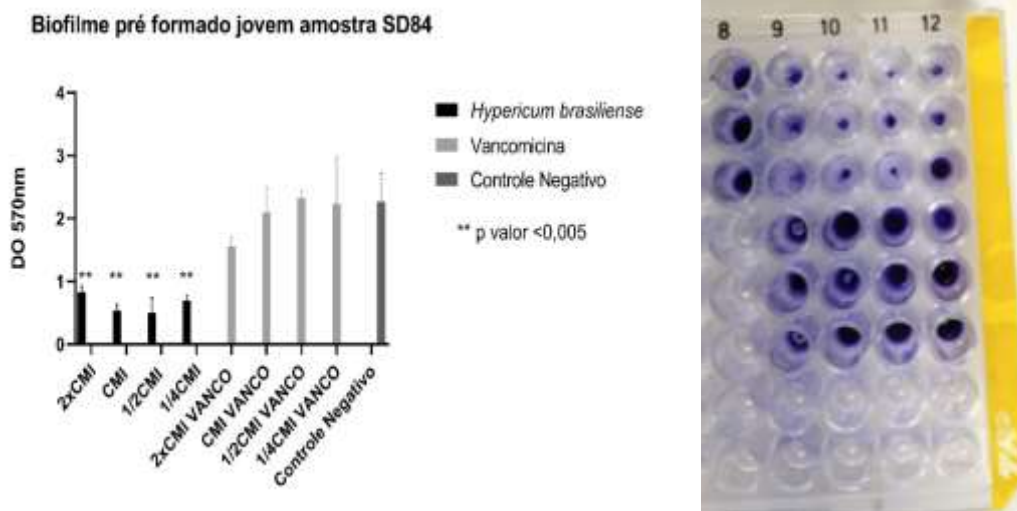 Biofilme pré formado jovem amostra SD84
4
3
2
1
0
DO 570nm
**
**
**
**
2xCMI
CMI
1/2CMI
1/4CMI
2xCMI VANCO
CMI VANCO
1/2CMI VANCO
1/4CMI VANCO
Controle Negativo
Hypericum brasiliense
Vancomicina
Controle Negativo
** p valor <0,005
8 9 10 11 12